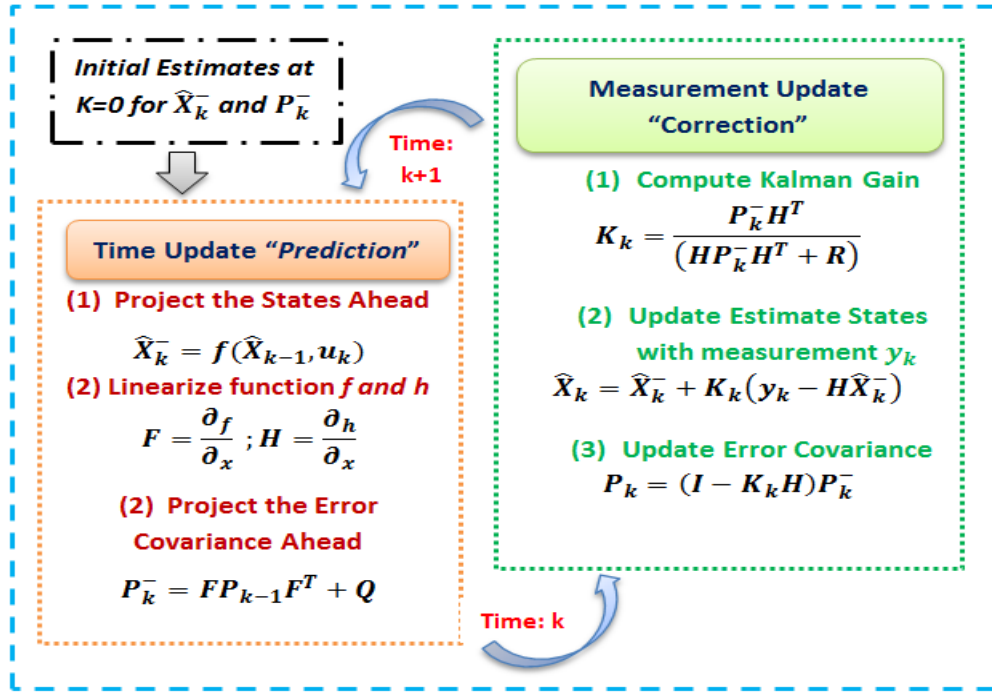 Initial Estimates at
K=0 for X̂ₖ⁻ and Pₖ⁻
Time Update “Prediction”
(1) Project the States Ahead
X̂ₖ⁻ = f(X̂ₖ₋₁, uₖ)
(2) Linearize function f and h
F = ∂f/∂x ; H = ∂h/∂x
(2) Project the Error
Covariance Ahead
Pₖ⁻ = FPₖ₋₁Fᵀ + Q
Time:
k+1
Time: k
Measurement Update
“Correction”
(1) Compute Kalman Gain
Kₖ = Pₖ⁻Hᵀ / (HPₖ⁻Hᵀ + R)
(2) Update Estimate States
with measurement yₖ
X̂ₖ = X̂ₖ⁻ + Kₖ(yₖ − HX̂ₖ⁻)
(3) Update Error Covariance
Pₖ = (I − KₖH)Pₖ⁻